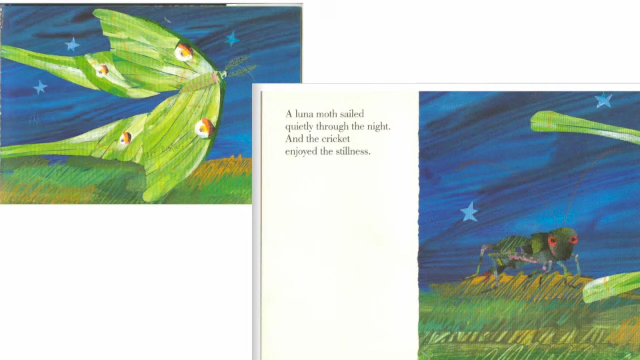 A luna moth sailed
quietly through the night.
And the cricket
enjoyed the stillness.